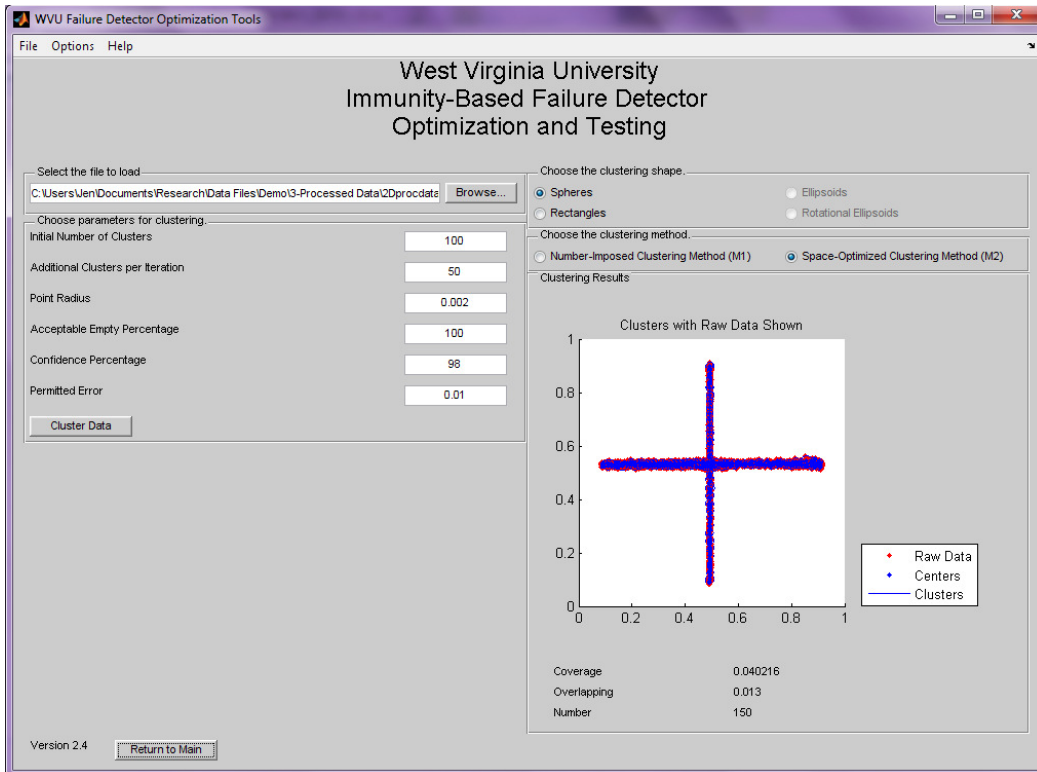 WVU Failure Detector Optimization Tools
File Options Help
West Virginia University
Immunity-Based Failure Detector
Optimization and Testing
Select the file to load
C:\Users\Jen\Documents\Research\Data Files\Demo\3-Processed Data\2Dprocdata
Browse...
Choose parameters for clustering.
Initial Number of Clusters 100
Additional Clusters per Iteration 50
Point Radius 0.002
Acceptable Empty Percentage 100
Confidence Percentage 98
Permitted Error 0.01
Cluster Data
Choose the clustering shape.
Spheres Ellipsoids
Rectangles Rotational Ellipsoids
Choose the clustering method.
Number-Imposed Clustering Method (M1) Space-Optimized Clustering Method (M2)
Clustering Results
Clusters with Raw Data Shown
1
0.8
0.6
0.4
0.2
0
0 0.2 0.4 0.6 0.8 1
Raw Data
Centers
Clusters
Coverage 0.040216
Overlapping 0.013
Number 150
Version 2.4
Return to Main